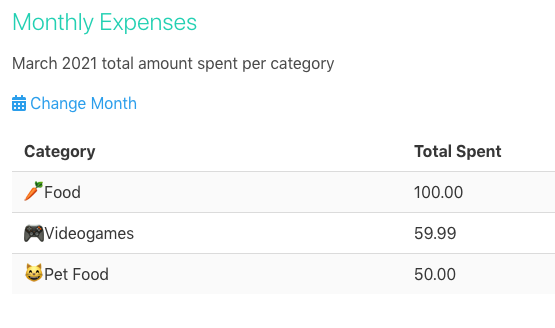 Monthly Expenses
March 2021 total amount spent per category
Change Month
Category Total Spent
🥕Food 100.00
🎮Videogames 59.99
😺Pet Food 50.00